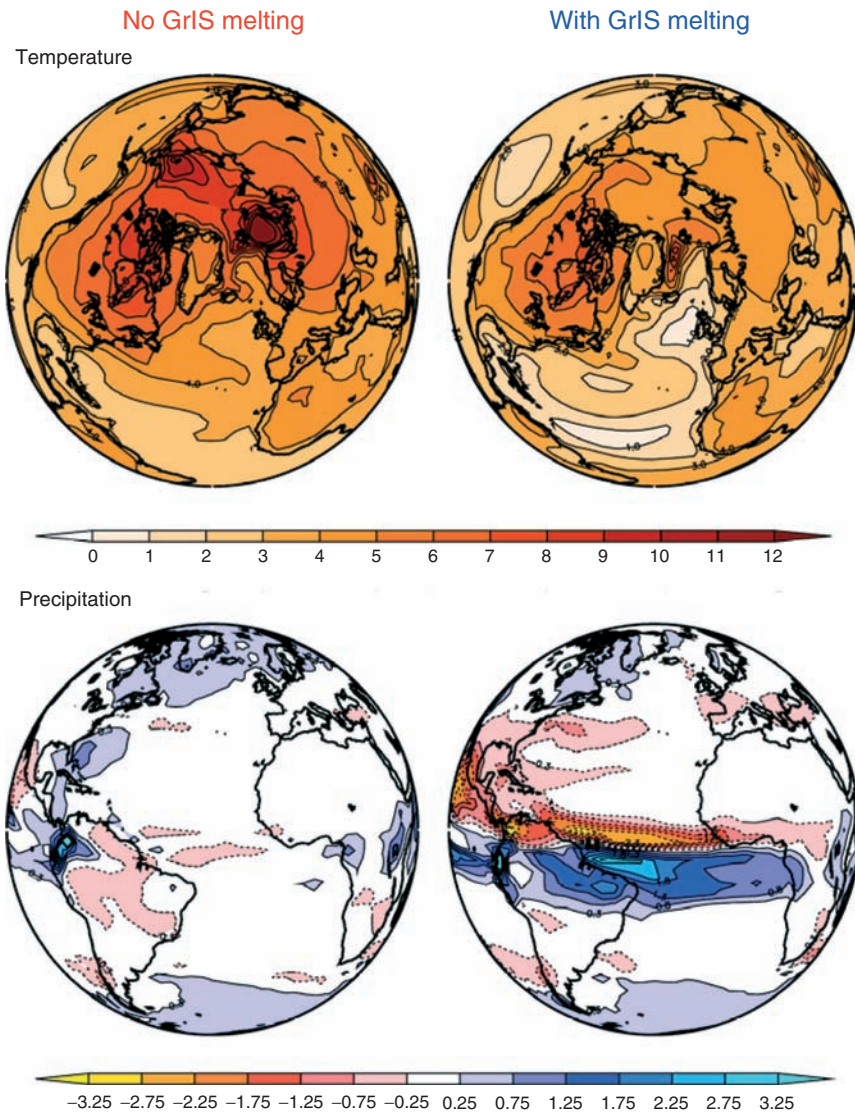 No GrIS melting With GrIS melting
Temperature
0 1 2 3 4 5 6 7 8 9 10 11 12
Precipitation
−3.25 −2.75 −2.25 −1.75 −1.25 −0.75 −0.25 0.25 0.75 1.25 1.75 2.25 2.75 3.25